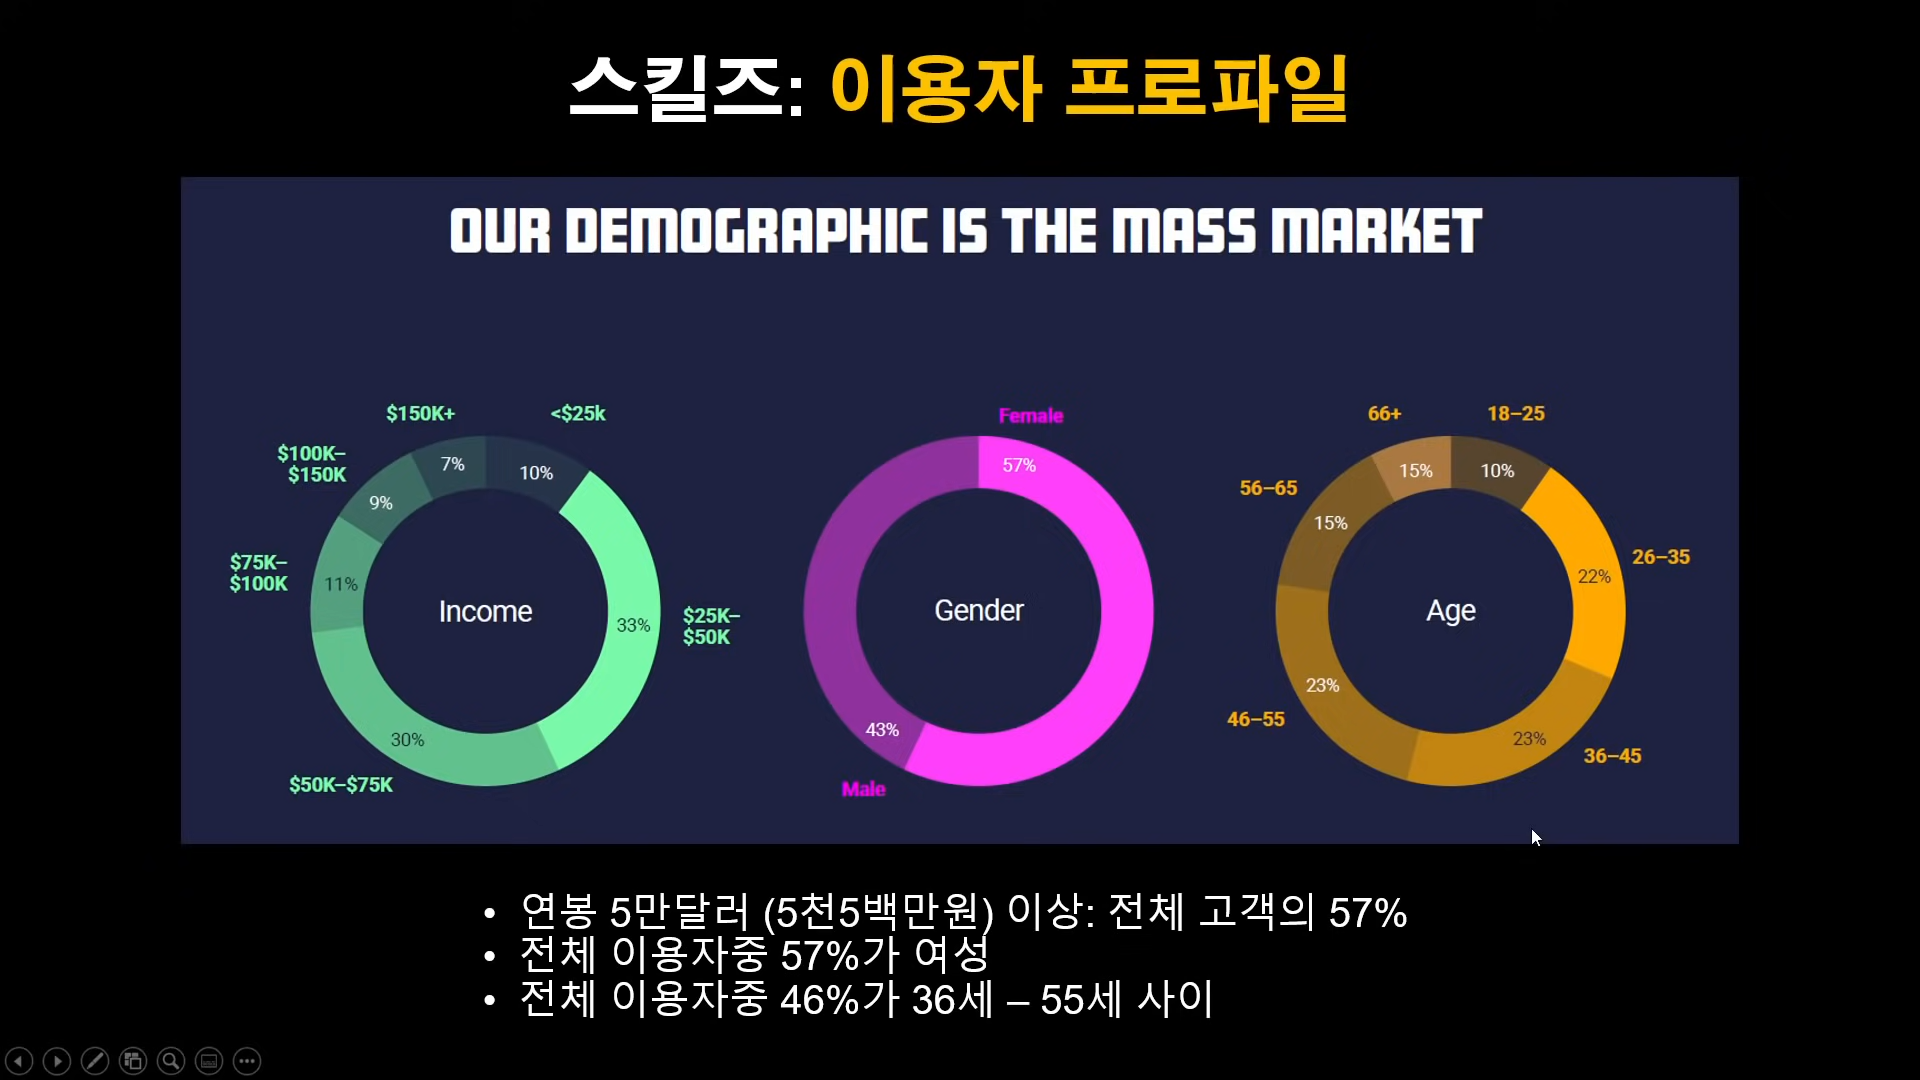 스킬즈: 이용자 프로파일
OUR DEMOGRAPHIC IS THE MASS MARKET
$150K+
<$25k
$100K–
$150K
7%
10%
9%
$75K–
$100K
11%
Income
33%
$25K–
$50K
30%
$50K–$75K
Female
57%
Gender
43%
Male
66+
18–25
56–65
15%
10%
15%
26–35
22%
Age
23%
46–55
23%
36–45
• 연봉 5만달러 (5천5백만원) 이상: 전체 고객의 57%
• 전체 이용자중 57%가 여성
• 전체 이용자중 46%가 36세 – 55세 사이